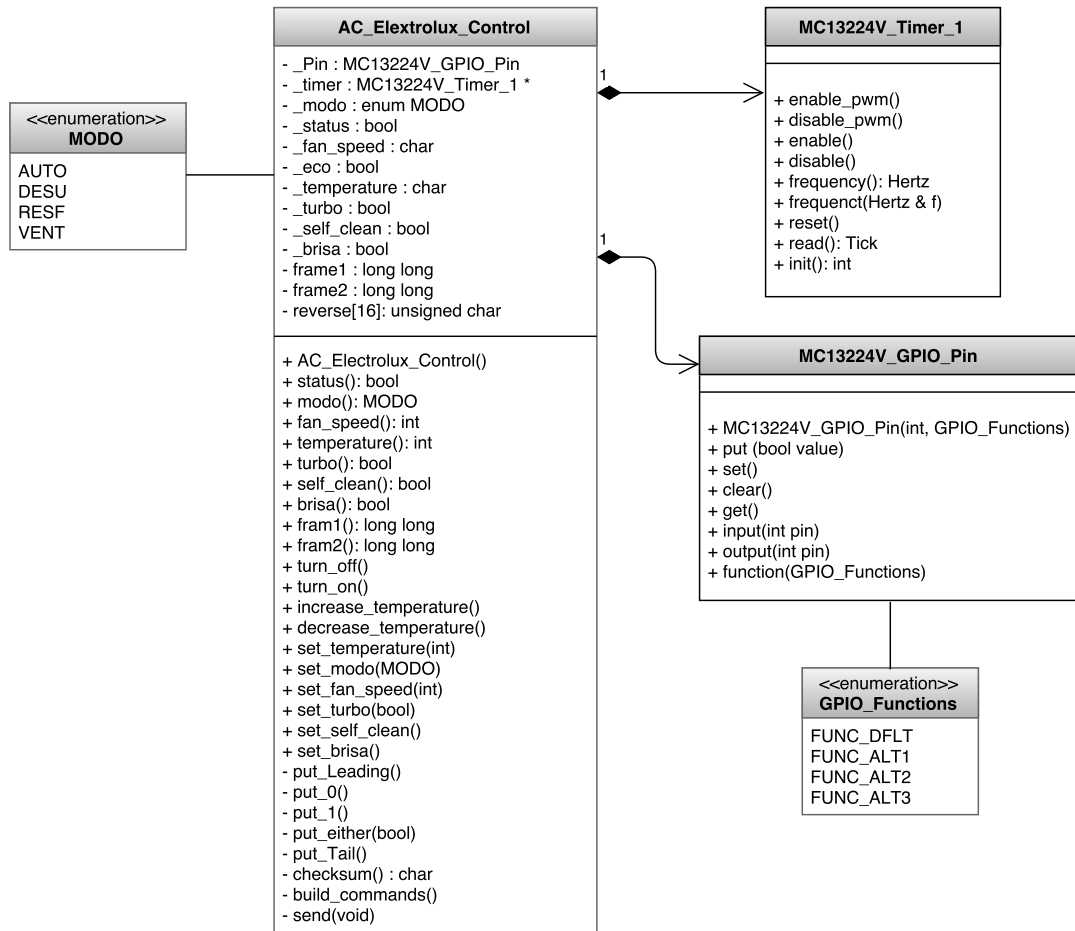 <<enumeration>>
MODO
AUTO
DESU
RESF
VENT
AC_Elextrolux_Control
- _Pin : MC13224V_GPIO_Pin
- _timer : MC13224V_Timer_1 *
- _modo : enum MODO
- _status : bool
- _fan_speed : char
- _eco : bool
- _temperature : char
- _turbo : bool
- _self_clean : bool
- _brisa : bool
- frame1 : long long
- frame2 : long long
- reverse[16]: unsigned char
+ AC_Electrolux_Control()
+ status(): bool
+ modo(): MODO
+ fan_speed(): int
+ temperature(): int
+ turbo(): bool
+ self_clean(): bool
+ brisa(): bool
+ fram1(): long long
+ fram2(): long long
+ turn_off()
+ turn_on()
+ increase_temperature()
+ decrease_temperature()
+ set_temperature(int)
+ set_modo(MODO)
+ set_fan_speed(int)
+ set_turbo(bool)
+ set_self_clean()
+ set_brisa()
- put_Leading()
- put_0()
- put_1()
- put_either(bool)
- put_Tail()
- checksum() : char
- build_commands()
- send(void)
1
1
MC13224V_Timer_1
+ enable_pwm()
+ disable_pwm()
+ enable()
+ disable()
+ frequency(): Hertz
+ frequenct(Hertz & f)
+ reset()
+ read(): Tick
+ init(): int
MC13224V_GPIO_Pin
+ MC13224V_GPIO_Pin(int, GPIO_Functions)
+ put (bool value)
+ set()
+ clear()
+ get()
+ input(int pin)
+ output(int pin)
+ function(GPIO_Functions)
<<enumeration>>
GPIO_Functions
FUNC_DFLT
FUNC_ALT1
FUNC_ALT2
FUNC_ALT3